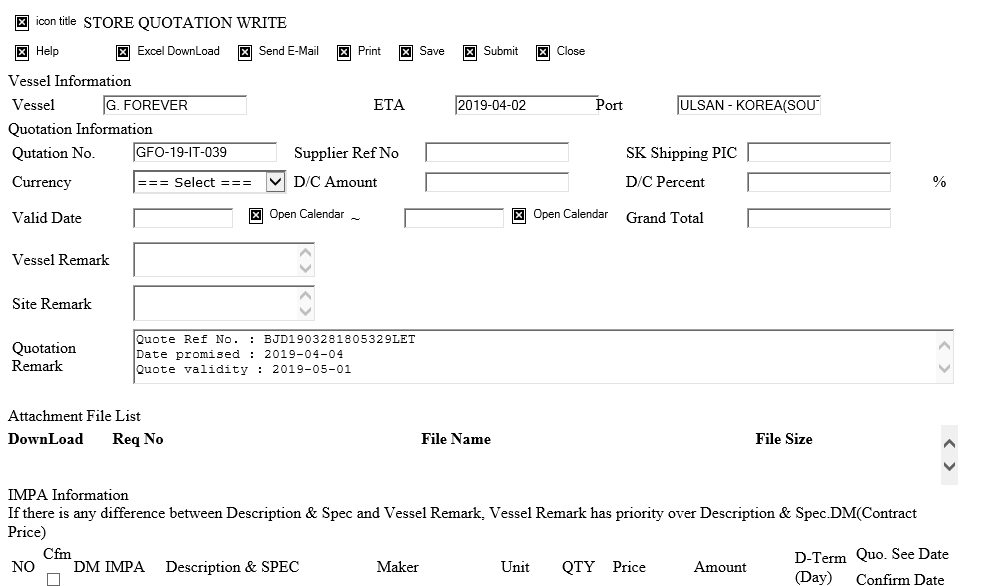 icon title STORE QUOTATION WRITE
Help Excel DownLoad Send E-Mail Print Save Submit Close
Vessel Information
Vessel G. FOREVER ETA 2019-04-02 Port ULSAN - KOREA(SOUT
Quotation Information
Qutation No. GFO-19-IT-039 Supplier Ref No SK Shipping PIC
Currency === Select === D/C Amount D/C Percent %
Valid Date Open Calendar ~ Open Calendar Grand Total
Vessel Remark
Site Remark
Quotation Remark
Quote Ref No. : BJD1903281805329LET
Date promised : 2019-04-04
Quote validity : 2019-05-01
Attachment File List
DownLoad Req No File Name File Size
IMPA Information
If there is any difference between Description & Spec and Vessel Remark, Vessel Remark has priority over Description & Spec.DM(Contract
Price)
NO Cfm DM IMPA Description & SPEC Maker Unit QTY Price Amount D-Term (Day) Quo. See Date
Confirm Date